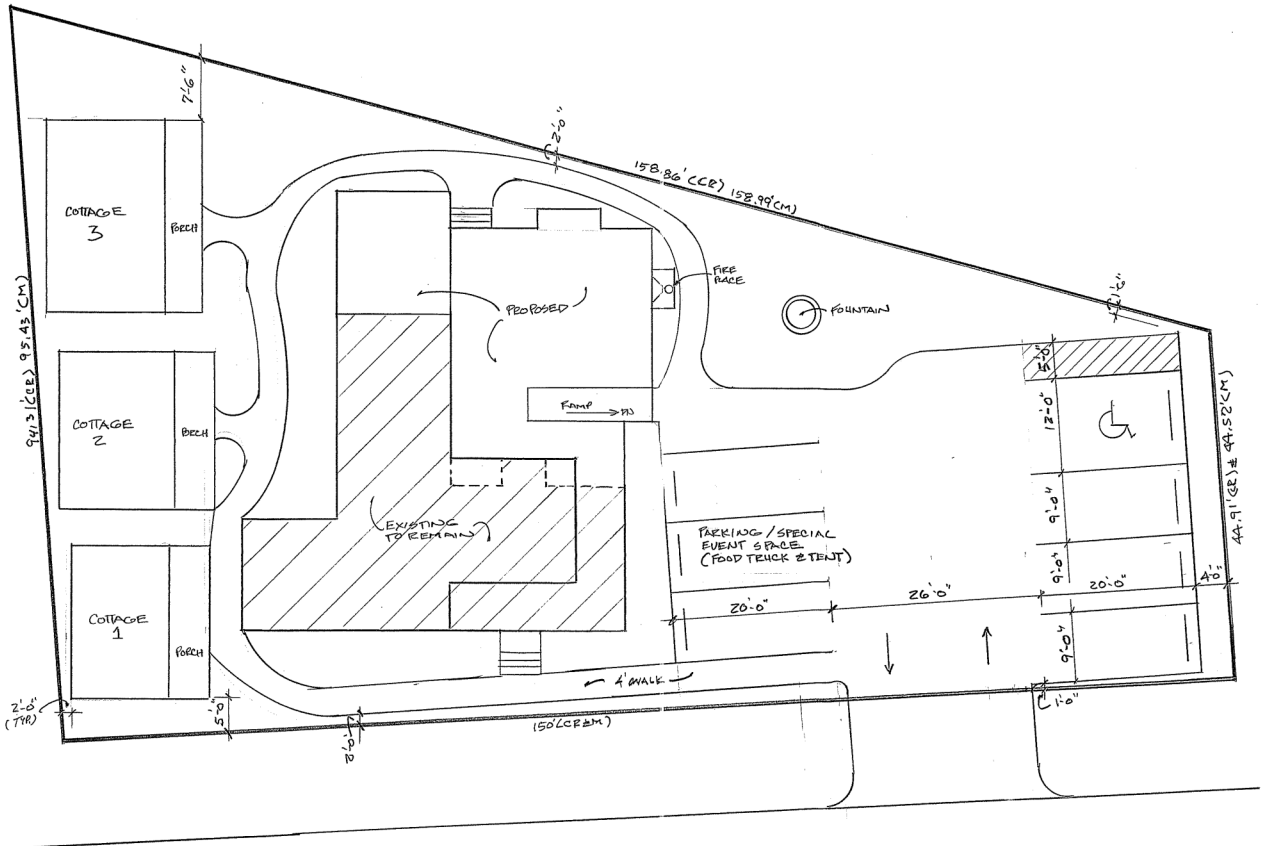 7'-6"
2'-0"
158.86' (CR) 158.99' (CM)
COTTAGE
3
PORCH
FIRE
PLACE
FOUNTAIN
1'-6"
PROPOSED
94.31 (CR) 95.43' (CM)
5'-0"
12'-0"
44.91' (CR) ± 44.52' (CM)
RAMP
DN
COTTAGE
2
PORCH
9'-0"
EXISTING
TO REMAIN
PARKING / SPECIAL
EVENT SPACE
(FOOD TRUCK & TENT)
9'-0"
20'-0"
26'-0"
20'-0"
4'-0"
COTTAGE
1
PORCH
9'-0"
4' WALK
2'-0"
(TYP.)
5'-0"
2'-0"
150' (CR&M)
1'-0"